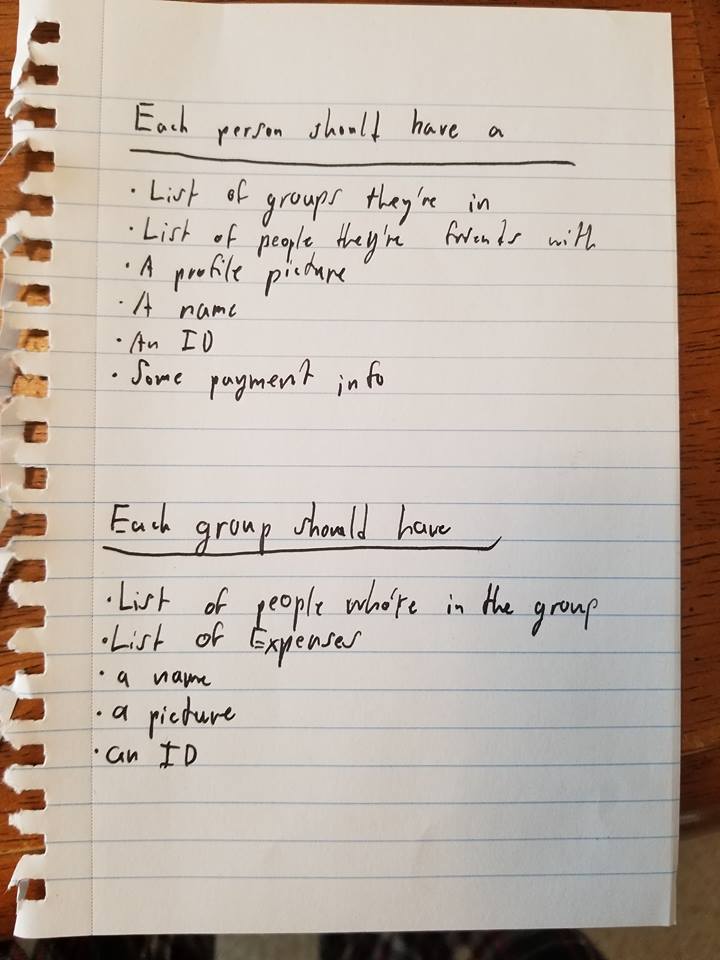 Each person should have a
· List of groups they're in
· List of people they're friends with
· A profile picture
· A name
· An ID
· Some payment info
Each group should have
· List of people who're in the group
· List of Expenses
· a name
· a picture
· an ID